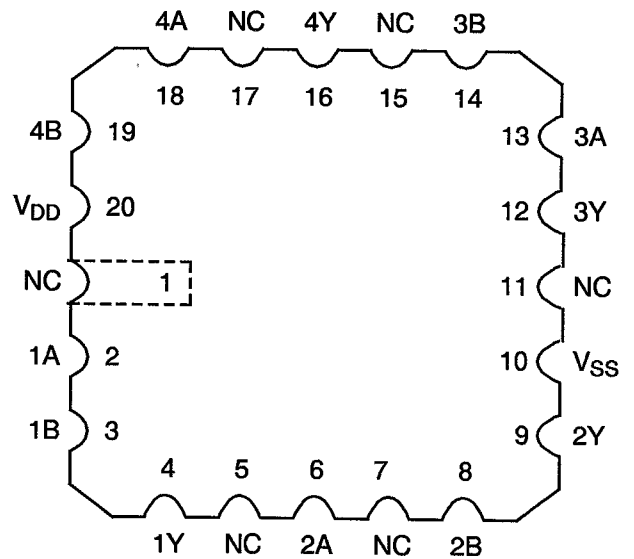 4A NC 4Y NC 3B
18 17 16 15 14
4B 19 13 3A
VDD 20 12 3Y
NC 1 11 NC
1A 2 10 VSS
1B 3 9 2Y
4 5 6 7 8
1Y NC 2A NC 2B